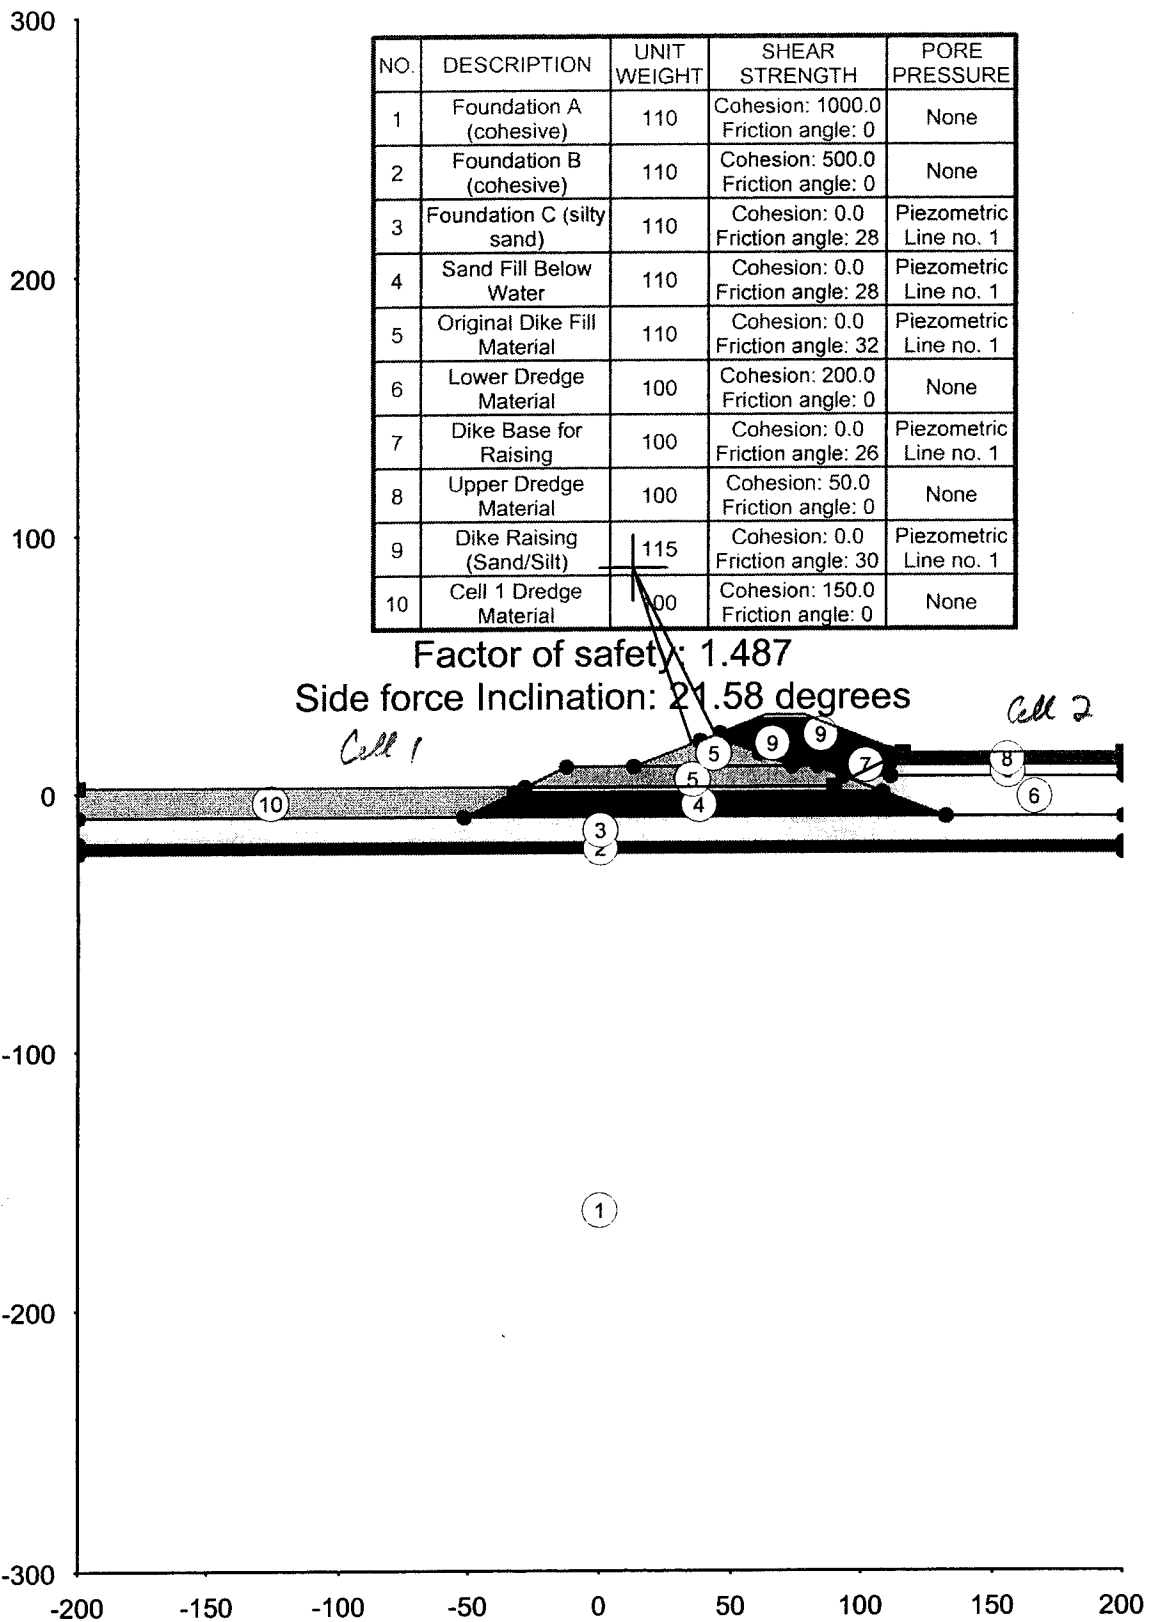 300
NO. DESCRIPTION UNIT WEIGHT SHEAR STRENGTH PORE PRESSURE
1 Foundation A (cohesive) 110 Cohesion: 1000.0 Friction angle: 0 None
2 Foundation B (cohesive) 110 Cohesion: 500.0 Friction angle: 0 None
3 Foundation C (silty sand) 110 Cohesion: 0.0 Friction angle: 28 Piezometric Line no. 1
200
4 Sand Fill Below Water 110 Cohesion: 0.0 Friction angle: 28 Piezometric Line no. 1
5 Original Dike Fill Material 110 Cohesion: 0.0 Friction angle: 32 Piezometric Line no. 1
6 Lower Dredge Material 100 Cohesion: 200.0 Friction angle: 0 None
7 Dike Base for Raising 100 Cohesion: 0.0 Friction angle: 26 Piezometric Line no. 1
8 Upper Dredge Material 100 Cohesion: 50.0 Friction angle: 0 None
100
9 Dike Raising (Sand/Silt) 115 Cohesion: 0.0 Friction angle: 30 Piezometric Line no. 1
10 Cell 1 Dredge Material 100 Cohesion: 150.0 Friction angle: 0 None
Factor of safety: 1.487
Side force Inclination: 21.58 degrees
Cell 1
Cell 2
5 9 9
7 8
5
0
10 4 6
3
2
-100
1
-200
-300
-200 -150 -100 -50 0 50 100 150 200